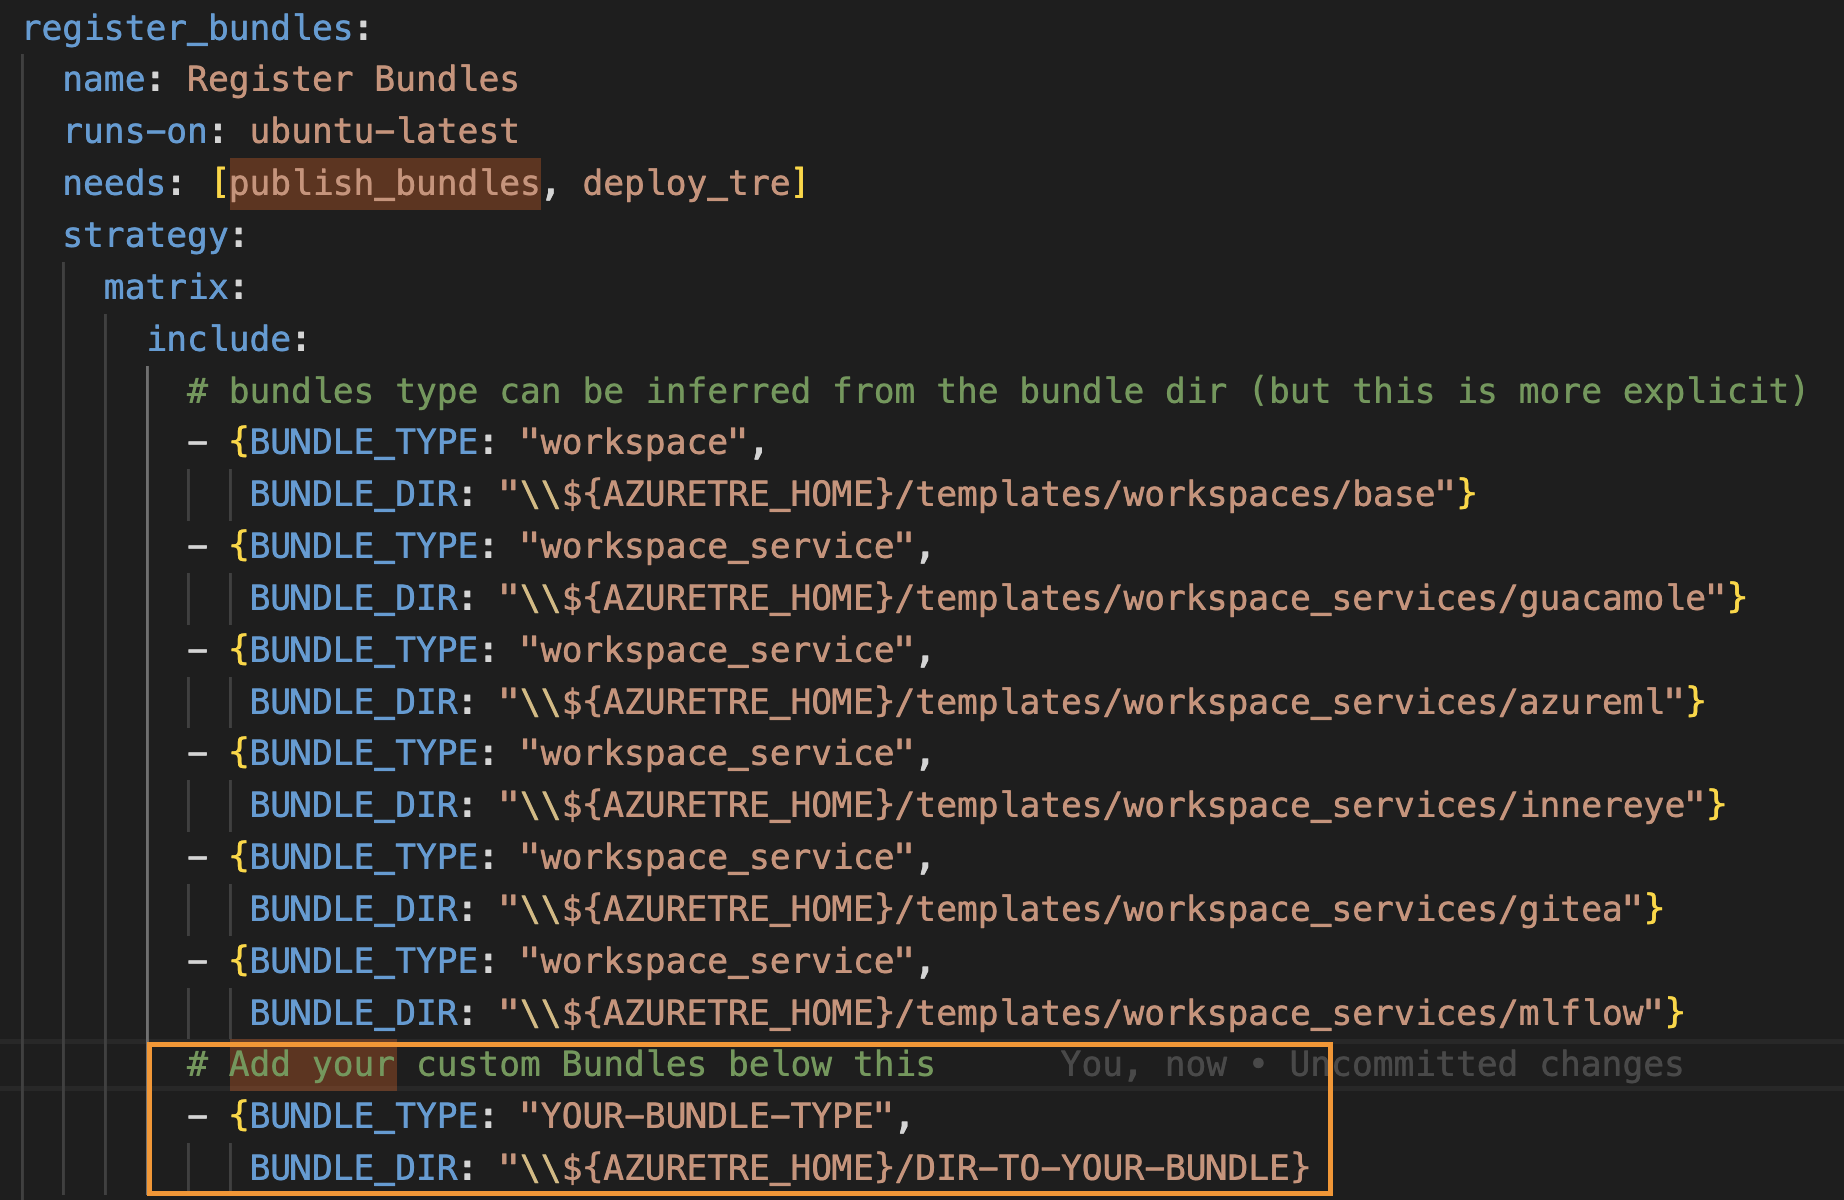 register_bundles:
name: Register Bundles
runs-on: ubuntu-latest
needs: [publish_bundles, deploy_tre]
strategy:
matrix:
include:
# bundles type can be inferred from the bundle dir (but this is more explicit)
- {BUNDLE_TYPE: "workspace",
BUNDLE_DIR: "\\${AZURETRE_HOME}/templates/workspaces/base"}
- {BUNDLE_TYPE: "workspace_service",
BUNDLE_DIR: "\\${AZURETRE_HOME}/templates/workspace_services/guacamole"}
- {BUNDLE_TYPE: "workspace_service",
BUNDLE_DIR: "\\${AZURETRE_HOME}/templates/workspace_services/azureml"}
- {BUNDLE_TYPE: "workspace_service",
BUNDLE_DIR: "\\${AZURETRE_HOME}/templates/workspace_services/innereye"}
- {BUNDLE_TYPE: "workspace_service",
BUNDLE_DIR: "\\${AZURETRE_HOME}/templates/workspace_services/gitea"}
- {BUNDLE_TYPE: "workspace_service",
BUNDLE_DIR: "\\${AZURETRE_HOME}/templates/workspace_services/mlflow"}
# Add your custom Bundles below this You, now • Uncommitted changes
- {BUNDLE_TYPE: "YOUR-BUNDLE-TYPE",
BUNDLE_DIR: "\\${AZURETRE_HOME}/DIR-TO-YOUR-BUNDLE}